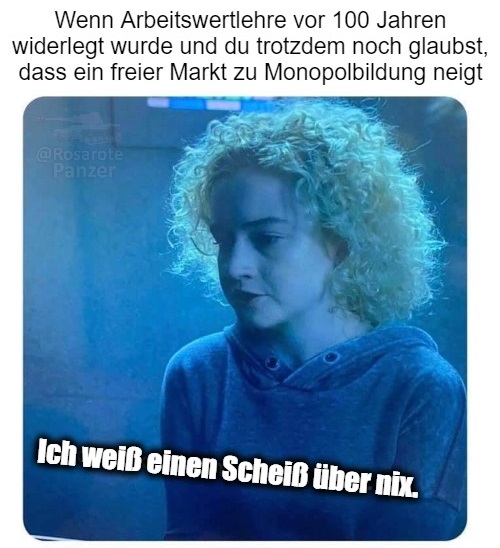 Wenn Arbeitswertlehre vor 100 Jahren
widerlegt wurde und du trotzdem noch glaubst,
dass ein freier Markt zu Monopolbildung neigt
@Rosarote
Panzer
Ich weiß einen Scheiß über nix.